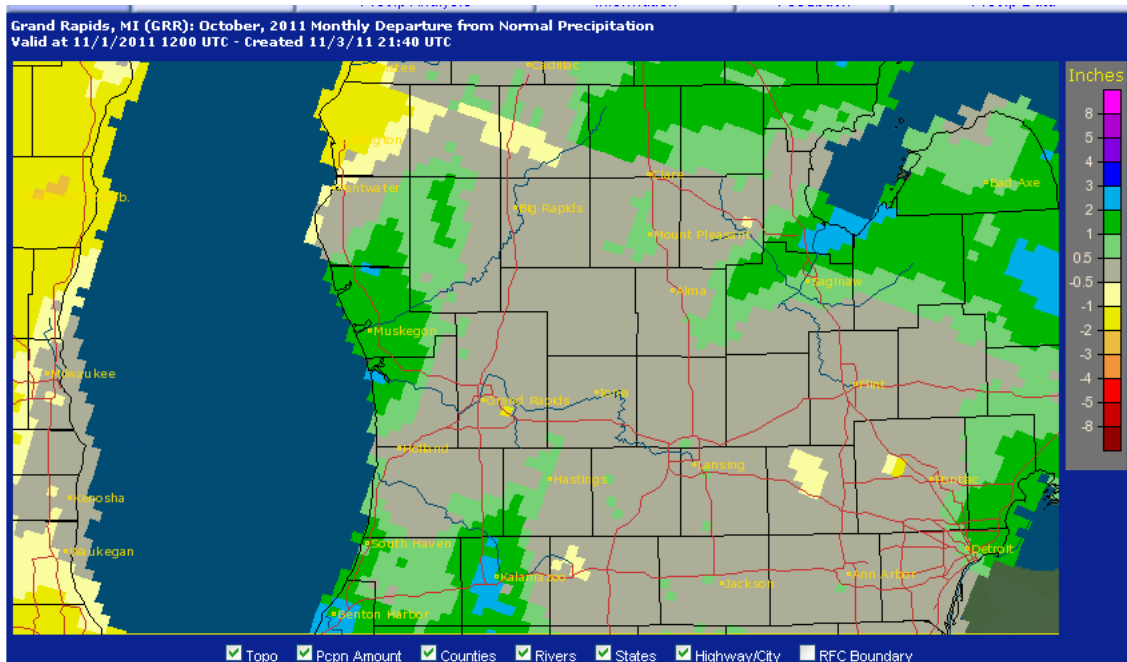 Grand Rapids, MI (GRR): October, 2011 Monthly Departure from Normal Precipitation
Valid at 11/1/2011 1200 UTC - Created 11/3/11 21:40 UTC
Inches
8
5
4
3
2
1
0.5
-0.5
-1
-2
-3
-4
-5
-8
Cadillac
Clare
Bad Axe
Big Rapids
Mount Pleasant
Saginaw
Alma
Muskegon
Milwaukee
Flint
Ionia
Grand Rapids
Holland
Lansing
Hastings
Pontiac
Kenosha
South Haven
Waukegan
Detroit
Kalamazoo
Ann Arbor
Jackson
Benton Harbor
Topo Pcpn Amount Counties Rivers States Highway/City RFC Boundary